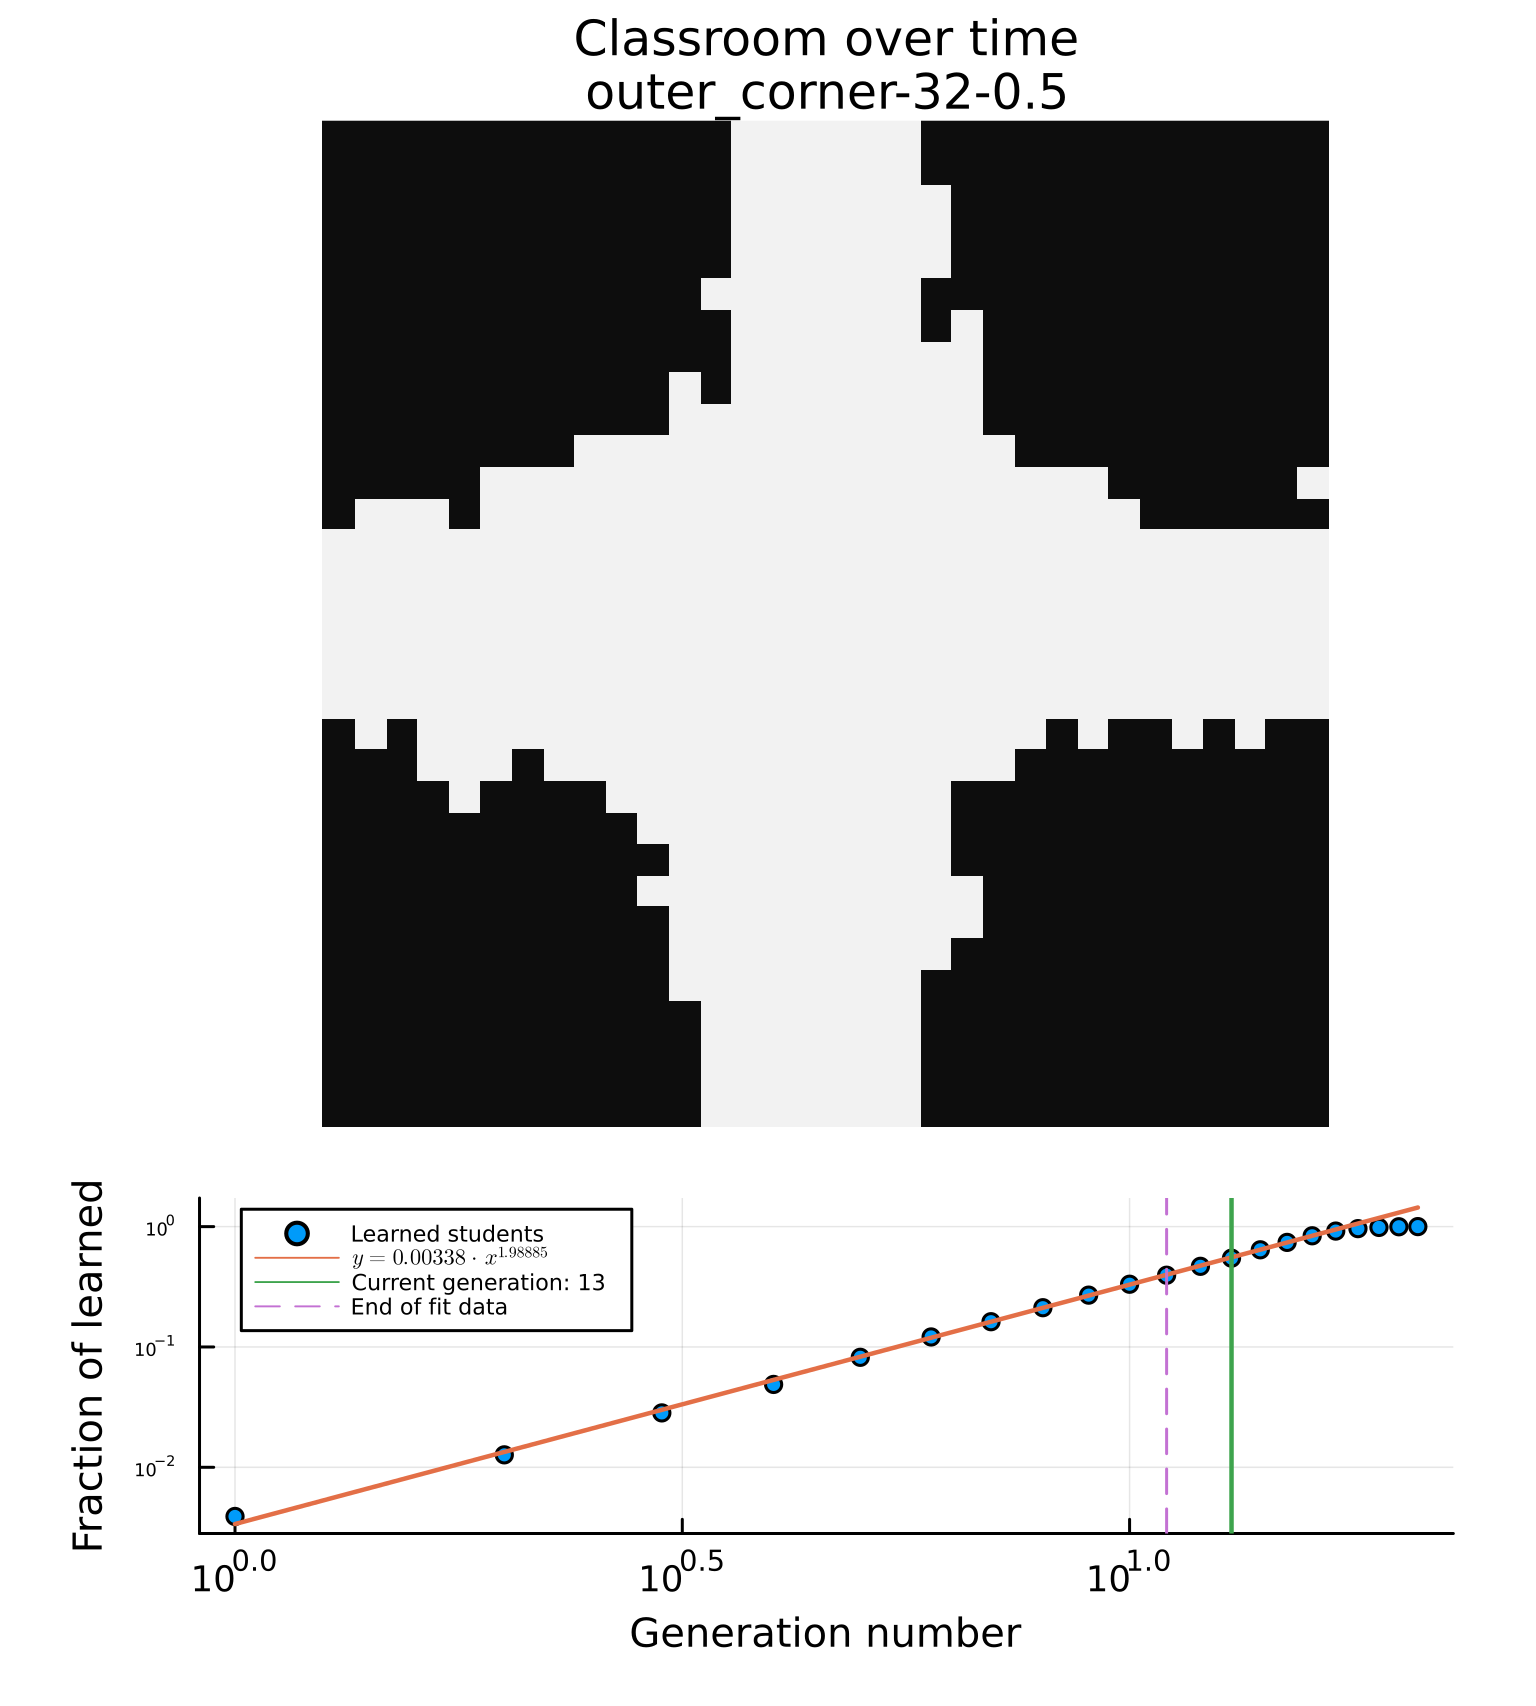 Classroom over time
outer_corner-32-0.5
Fraction of learned
10⁰
10⁻¹
10⁻²
Learned students
y = 0.00338 · x^1.98885
Current generation: 13
End of fit data
10^0.0
10^0.5
10^1.0
Generation number